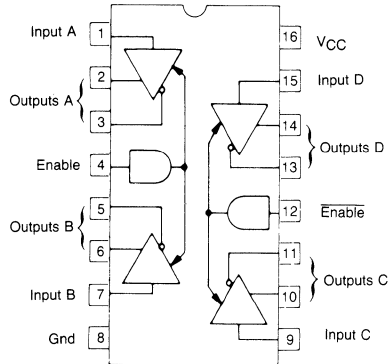 Input A 1 16 VCC
2 15 Input D
Outputs A
3 14 Outputs D
Enable 4 13
5 12 Enable
Outputs B
6 11
Outputs C
Input B 7 10
Gnd 8 9 Input C